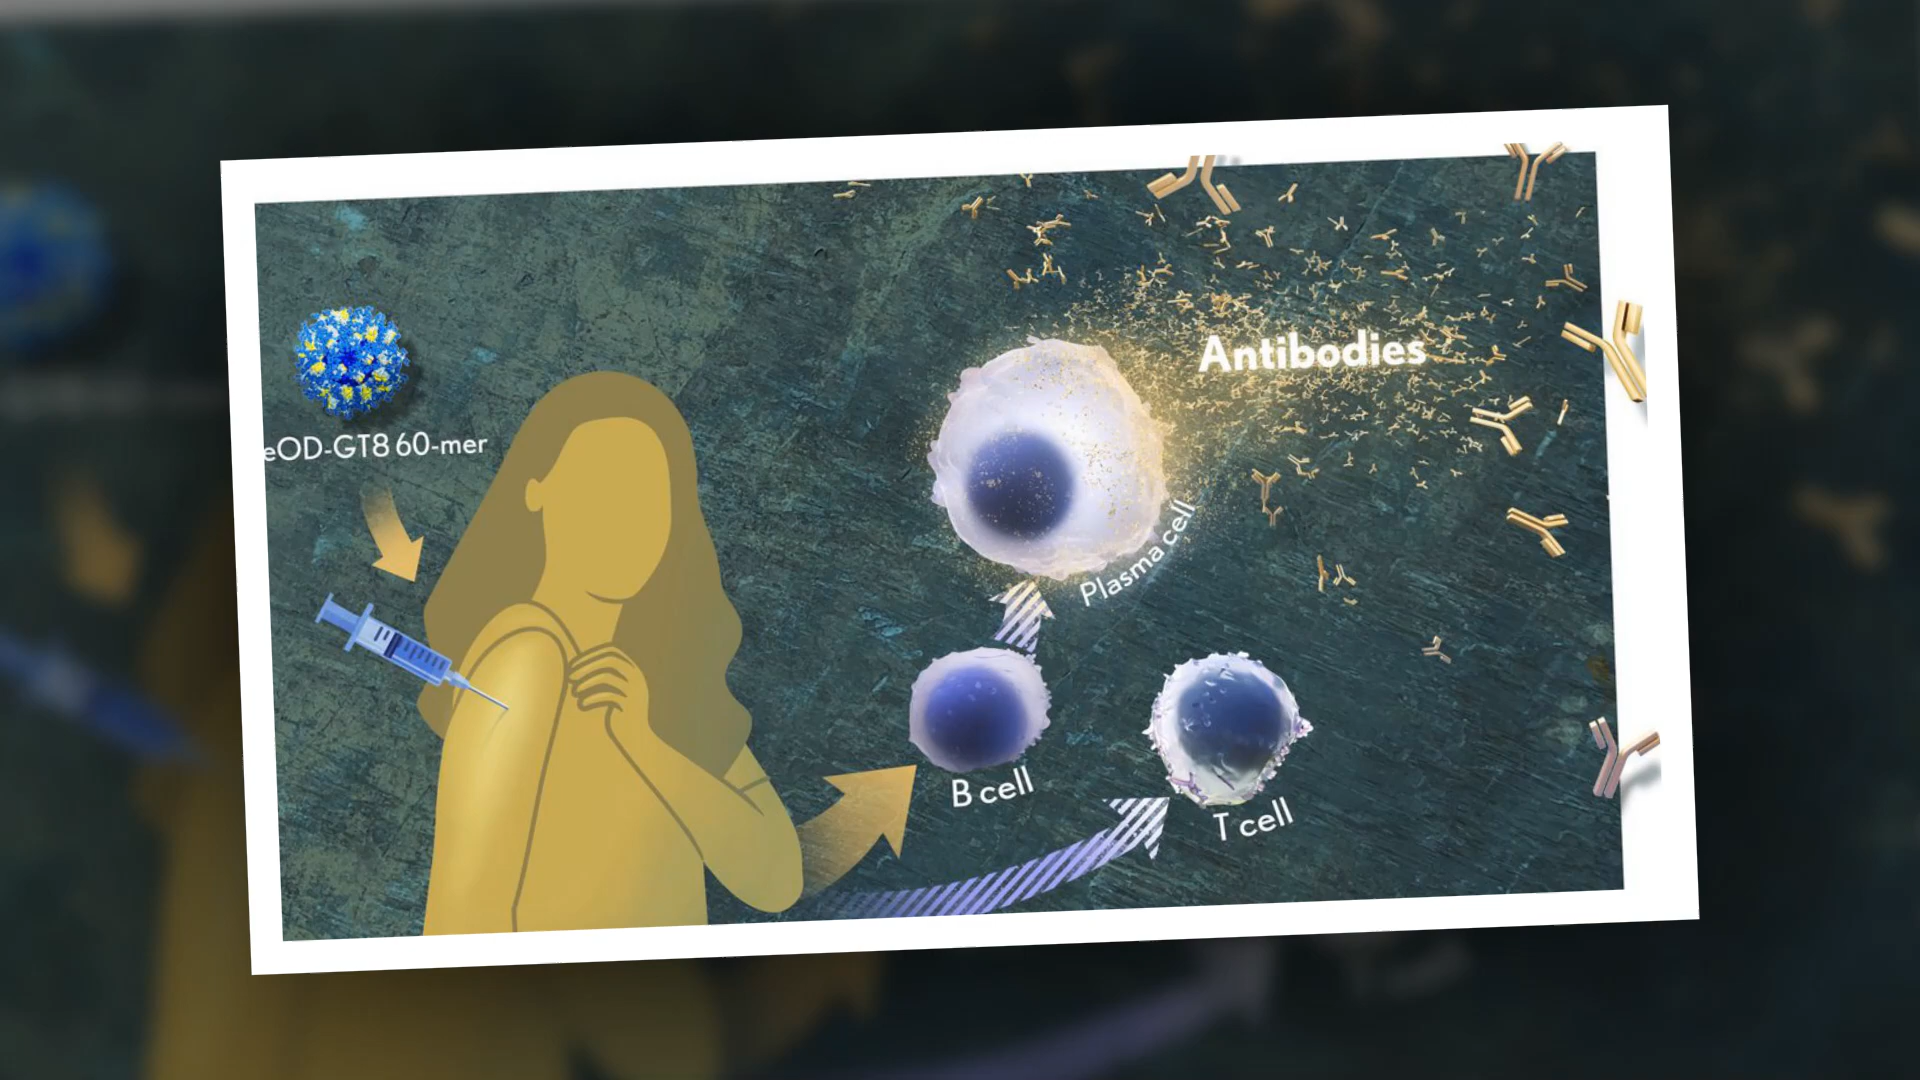 Antibodies
eOD-GT8 60-mer
Plasma cell
B cell
T cell